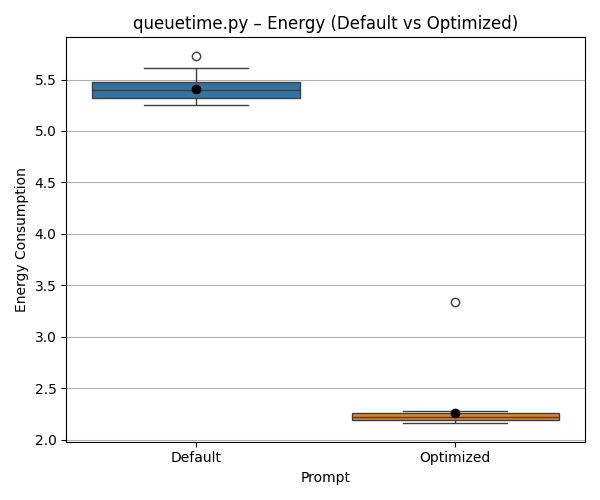 queuetime.py – Energy (Default vs Optimized)
5.5
5.0
4.5
4.0
3.5
3.0
2.5
2.0
Energy Consumption
Default
Optimized
Prompt